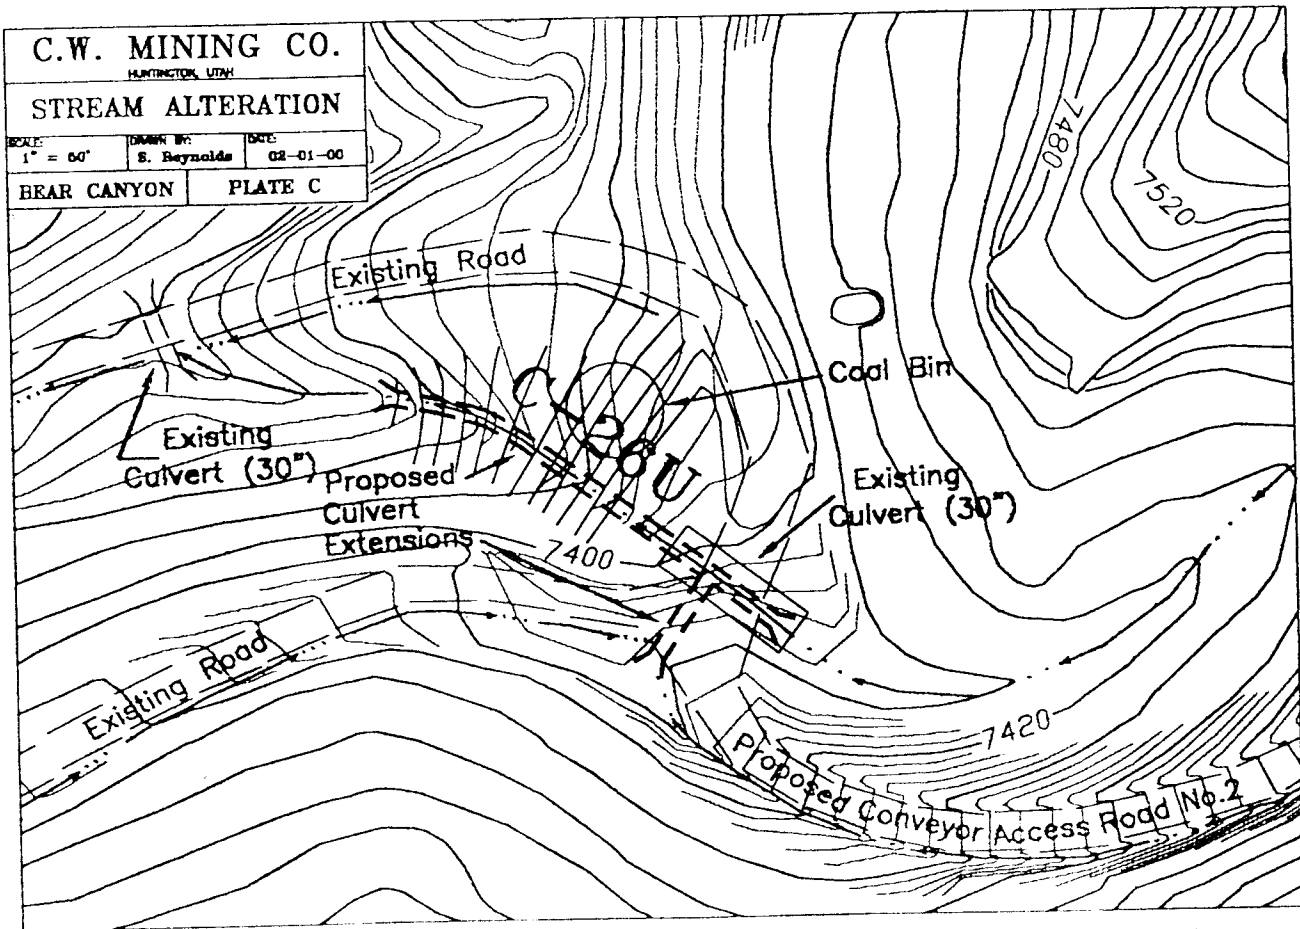 C.W. MINING CO.
HUNTINGTON, UTAH
STREAM ALTERATION
SCALE: DRAWN BY: DATE:
1" = 60' S. Reynolds 02-01-00
BEAR CANYON PLATE C
7480
7520
Existing Road
Coal Bin
C-26U
Existing
Culvert (30")
Proposed
Culvert
Extensions
Existing
Culvert (30")
7400
Existing Road
7420
Proposed Conveyor Access Road No.2